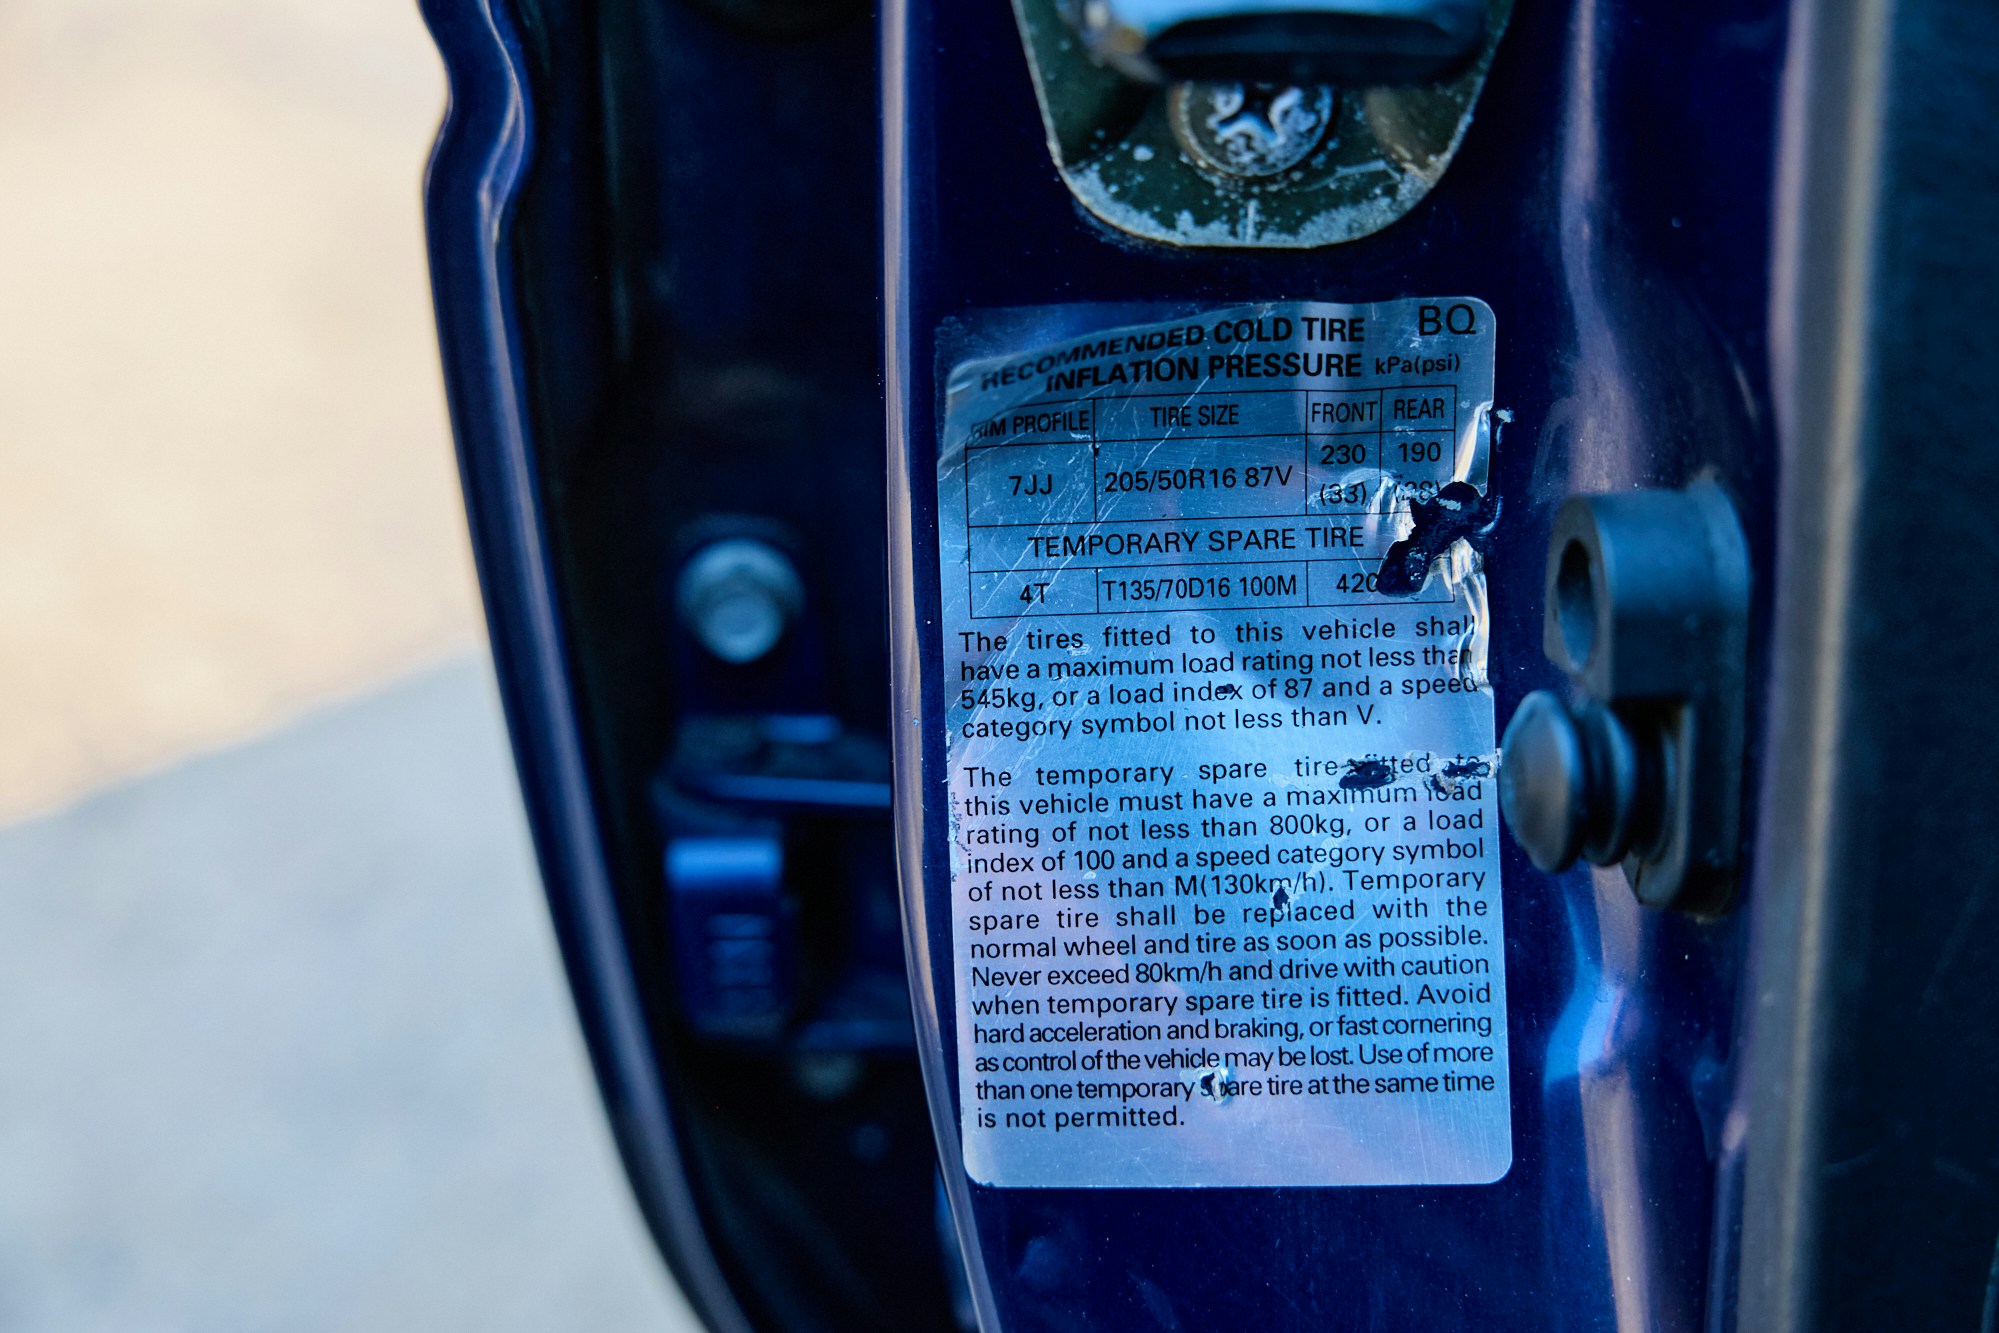 BQ
RECOMMENDED COLD TIRE
INFLATION PRESSURE kPa(psi)
RIM PROFILE TIRE SIZE FRONT REAR
7JJ 205/50R16 87V 230 190
(33) (28)
TEMPORARY SPARE TIRE
4T T135/70D16 100M 420
The tires fitted to this vehicle shall
have a maximum load rating not less than
545kg, or a load index of 87 and a speed
category symbol not less than V.
The temporary spare tire fitted to
this vehicle must have a maximum load
rating of not less than 800kg, or a load
index of 100 and a speed category symbol
of not less than M(130km/h). Temporary
spare tire shall be replaced with the
normal wheel and tire as soon as possible.
Never exceed 80km/h and drive with caution
when temporary spare tire is fitted. Avoid
hard acceleration and braking, or fast cornering
as control of the vehicle may be lost. Use of more
than one temporary spare tire at the same time
is not permitted.